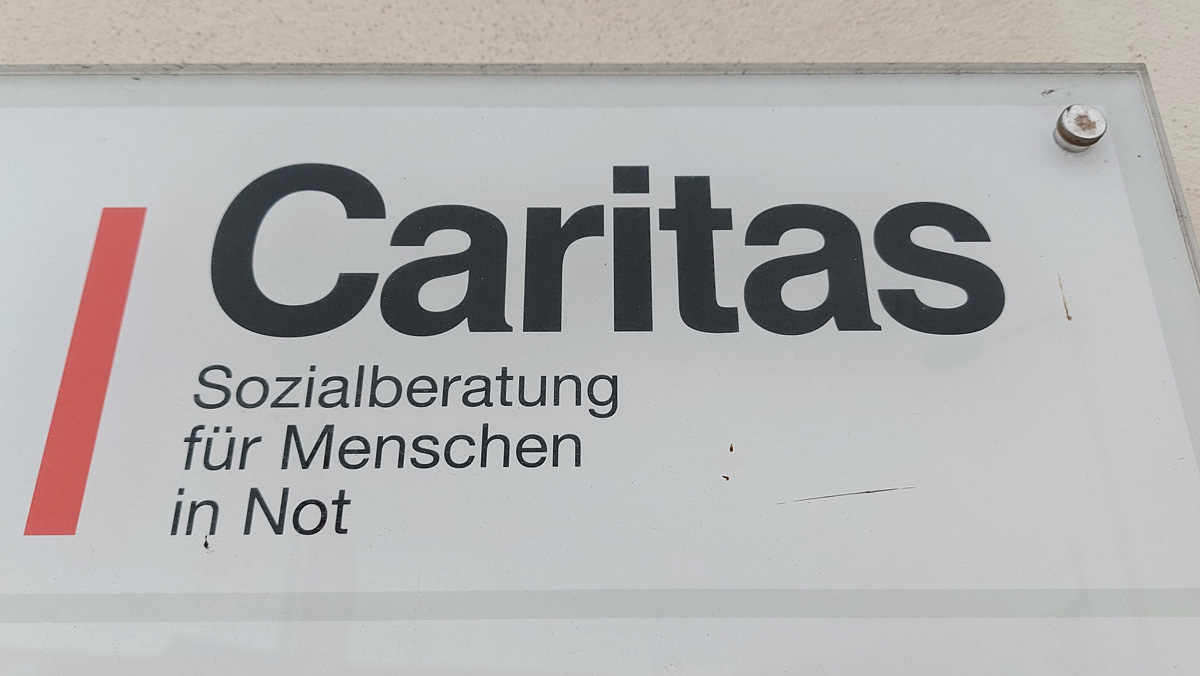 Caritas
Sozialberatung
für Menschen
in Not